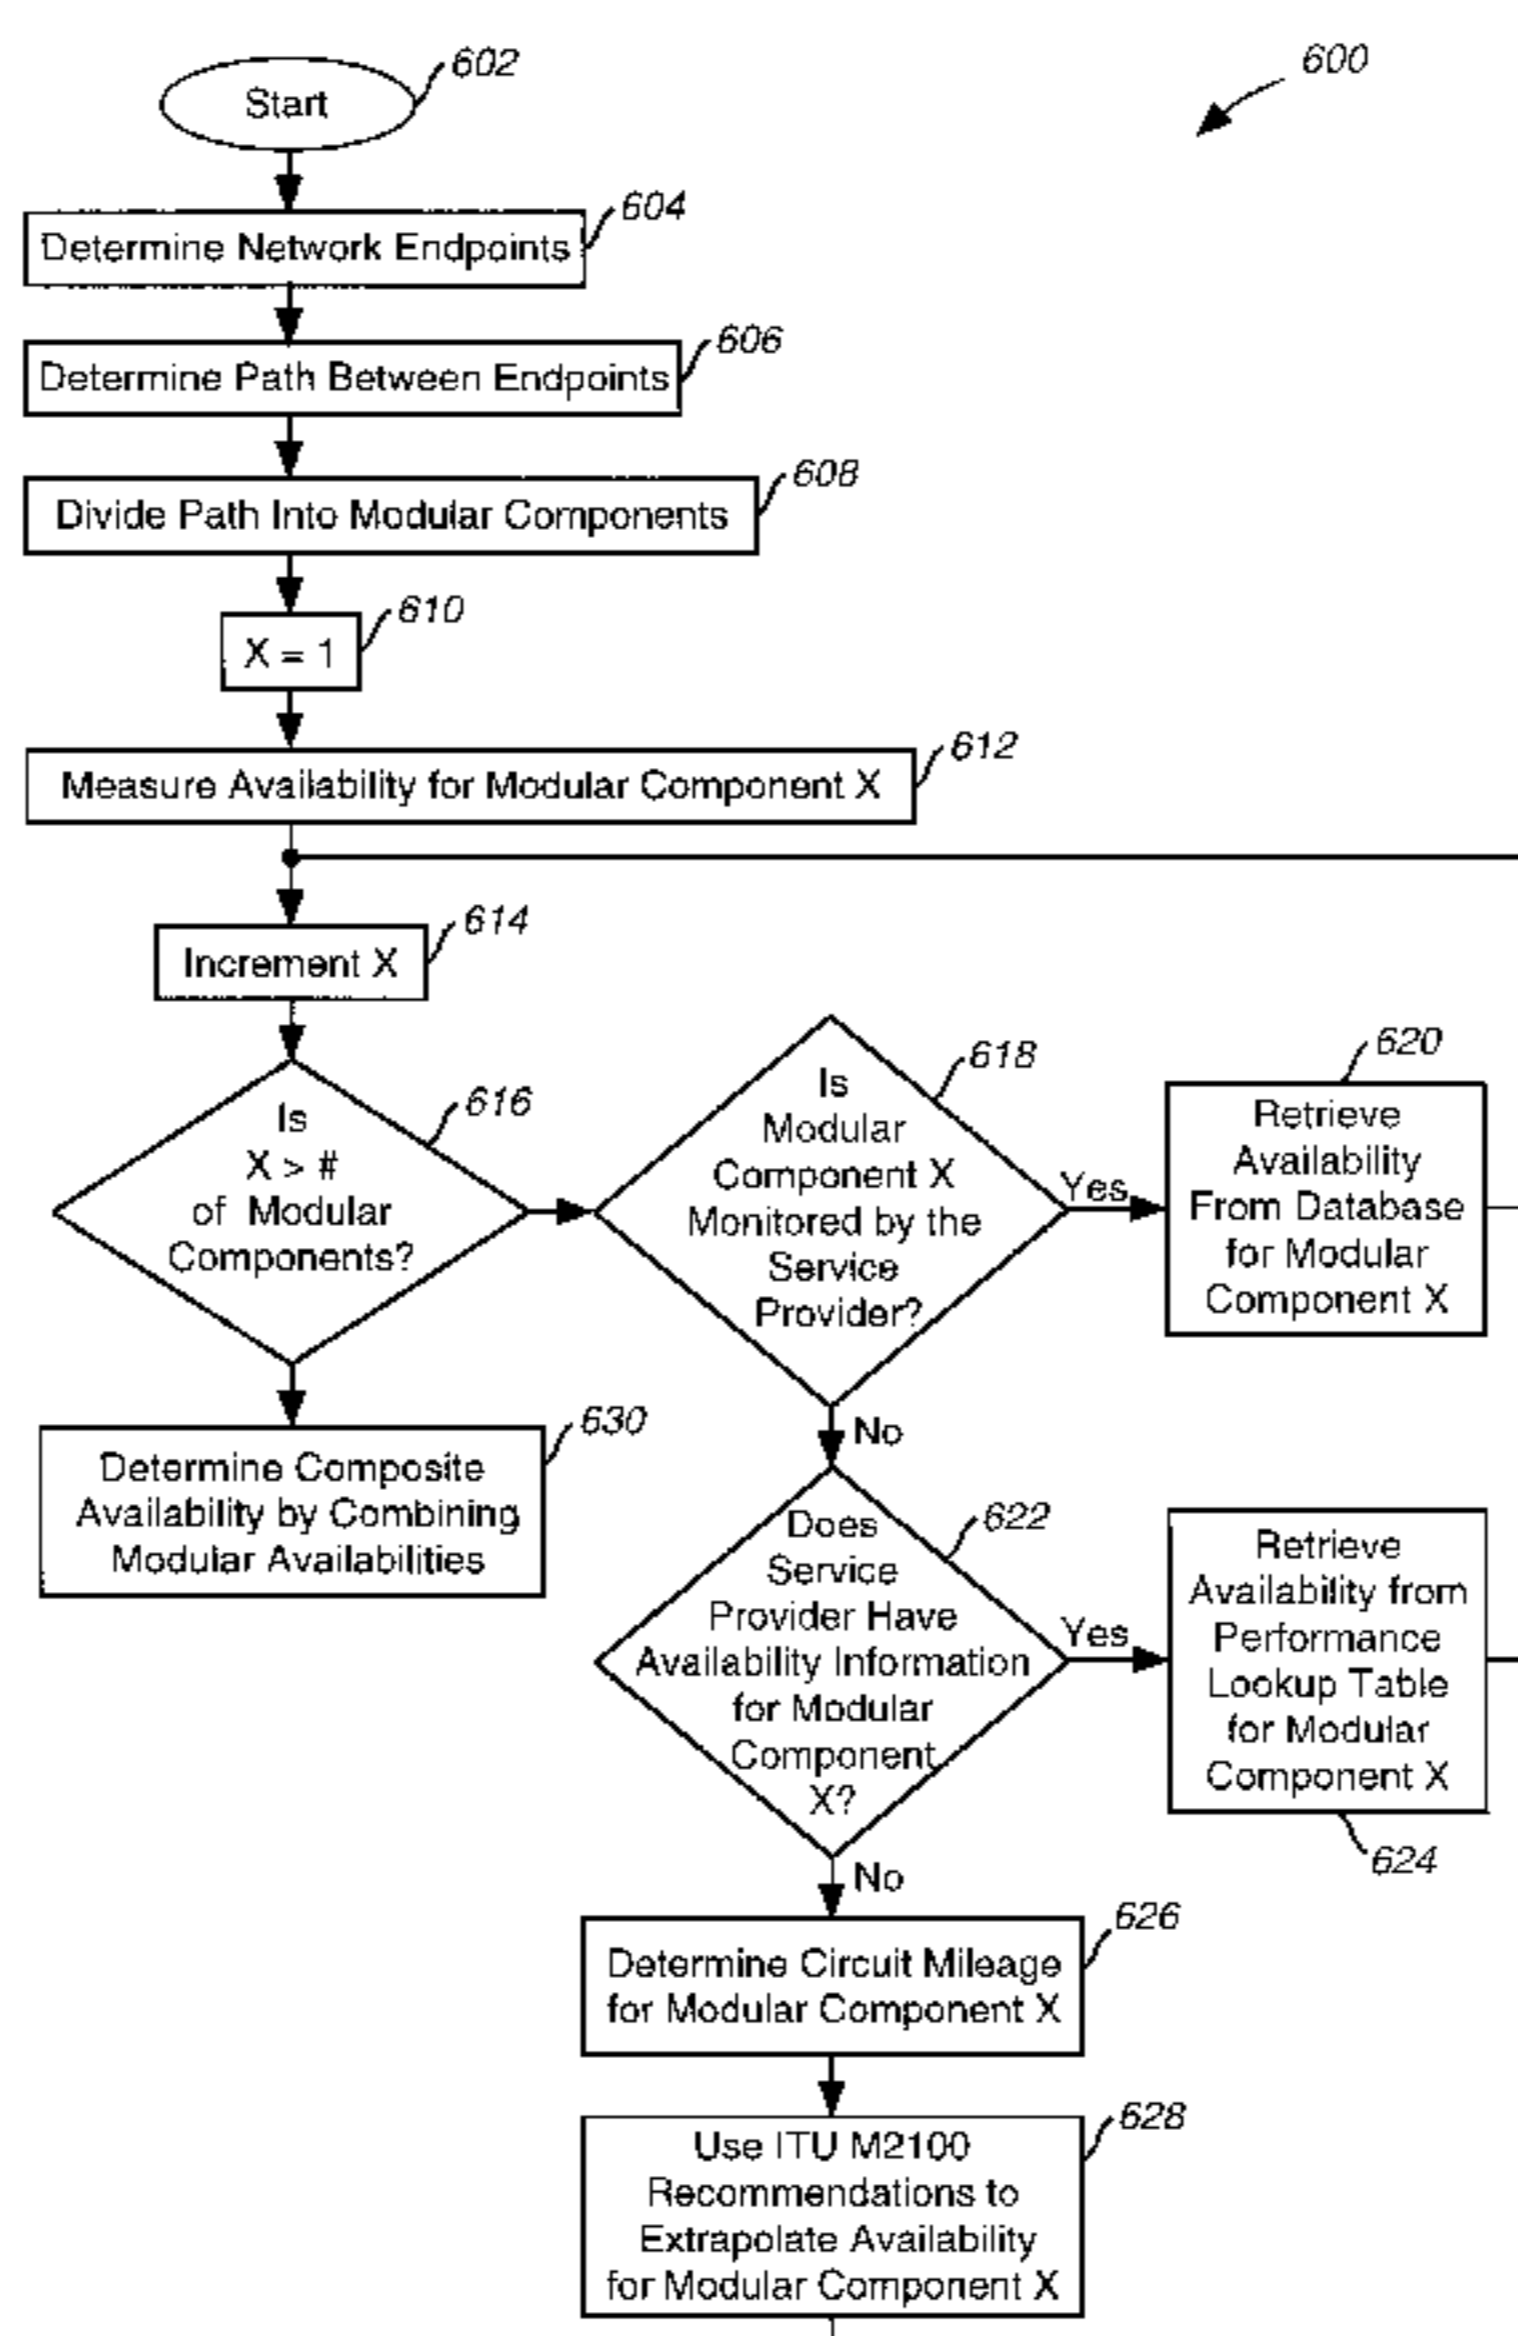 600
602
Start
604
Determine Network Endpoints
606
Determine Path Between Endpoints
608
Divide Path Into Modular Components
610
X = 1
612
Measure Availability for Modular Component X
614
Increment X
616
Is
X > #
of Modular
Components?
618
Is
Modular
Component X
Monitored by the
Service
Provider?
Yes
620
Retrieve
Availability
From Database
for Modular
Component X
No
630
Determine Composite
Availability by Combining
Modular Availabilities
622
Does
Service
Provider Have
Availability Information
for Modular
Component
X?
Yes
Retrieve
Availability from
Performance
Lookup Table
for Modular
Component X
624
No
626
Determine Circuit Mileage
for Modular Component X
628
Use ITU M2100
Recommendations to
Extrapolate Availability
for Modular Component X